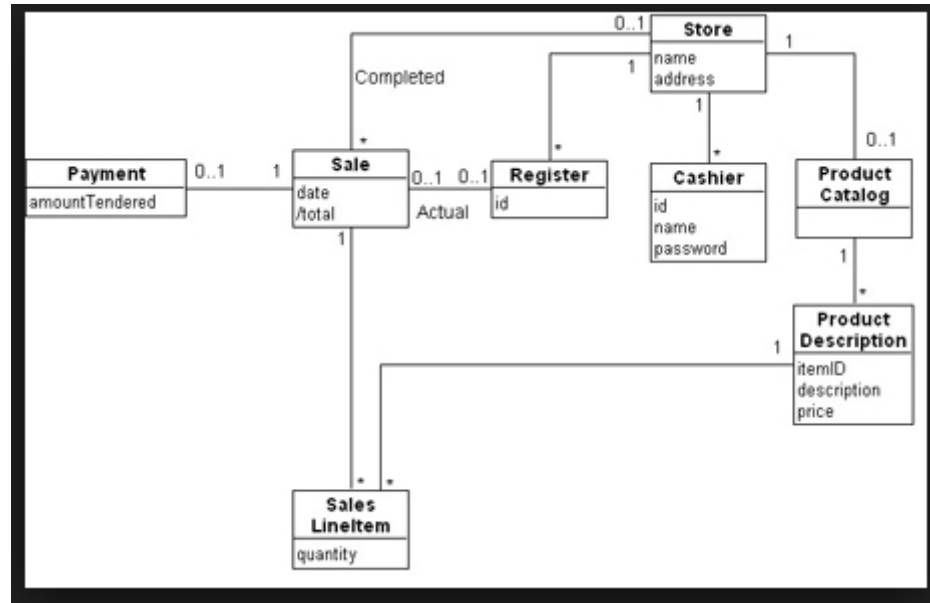 0..1
Store
1
name
address
1
Completed
1
*
*
*
0..1
Payment
amountTendered
0..1
1
Sale
date
/total
0..1
0..1
Actual
Register
id
Cashier
id
name
password
Product
Catalog
1
1
*
Product
Description
1
itemID
description
price
*
*
Sales
LineItem
quantity